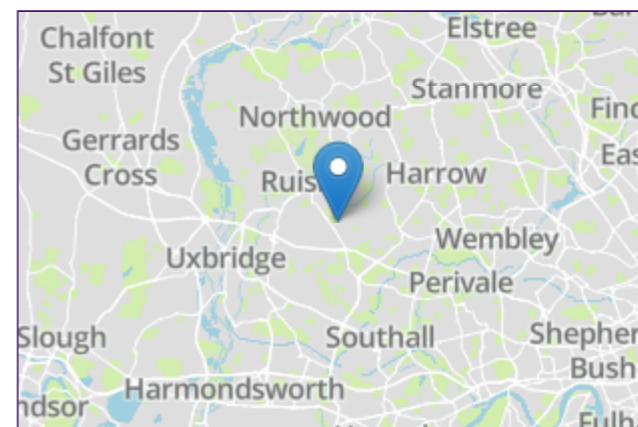 Chalfont
St Giles
Elstree
Stanmore
Northwood
Gerrards
Cross
Harrow
Wembley
Uxbridge
Perivale
Slough
Southall
Bush
Harmondsworth